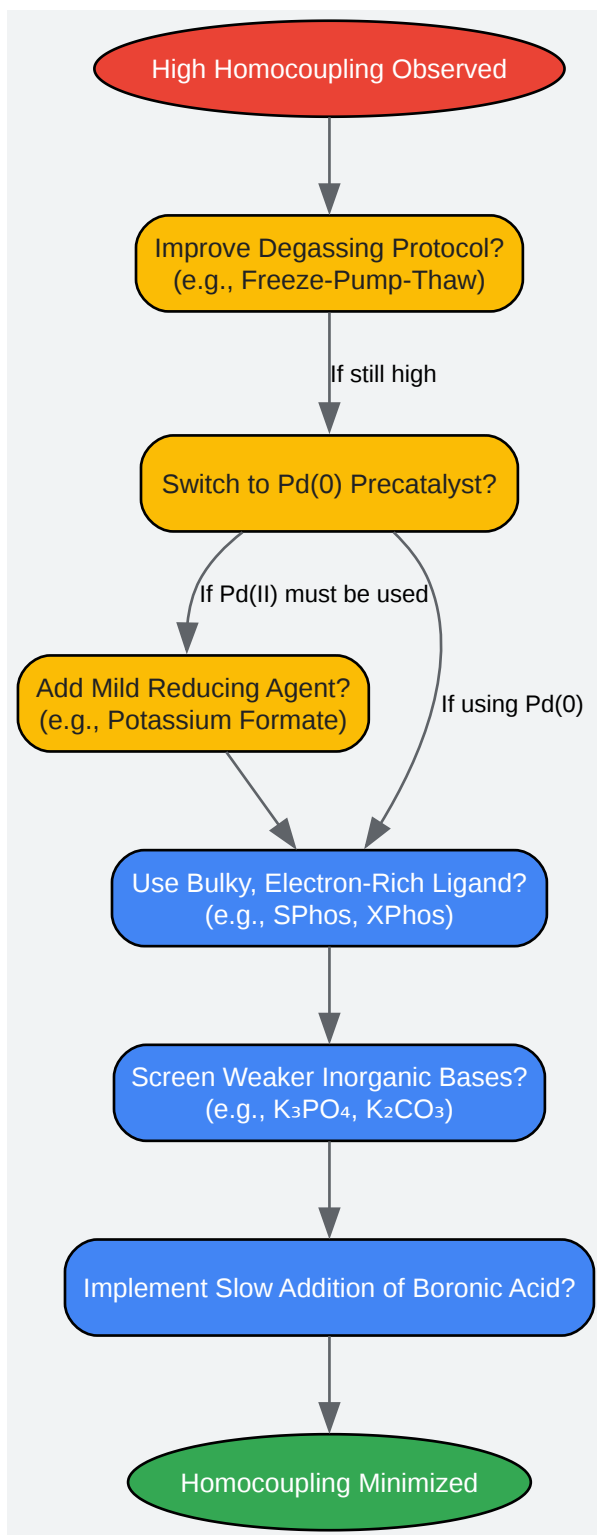 High Homocoupling Observed
Improve Degassing Protocol?
(e.g., Freeze-Pump-Thaw)
If still high
Switch to Pd(0) Precatalyst?
If Pd(II) must be used
Add Mild Reducing Agent?
(e.g., Potassium Formate)
If using Pd(0)
Use Bulky, Electron-Rich Ligand?
(e.g., SPhos, XPhos)
Screen Weaker Inorganic Bases?
(e.g., K₃PO₄, K₂CO₃)
Implement Slow Addition of Boronic Acid?
Homocoupling Minimized